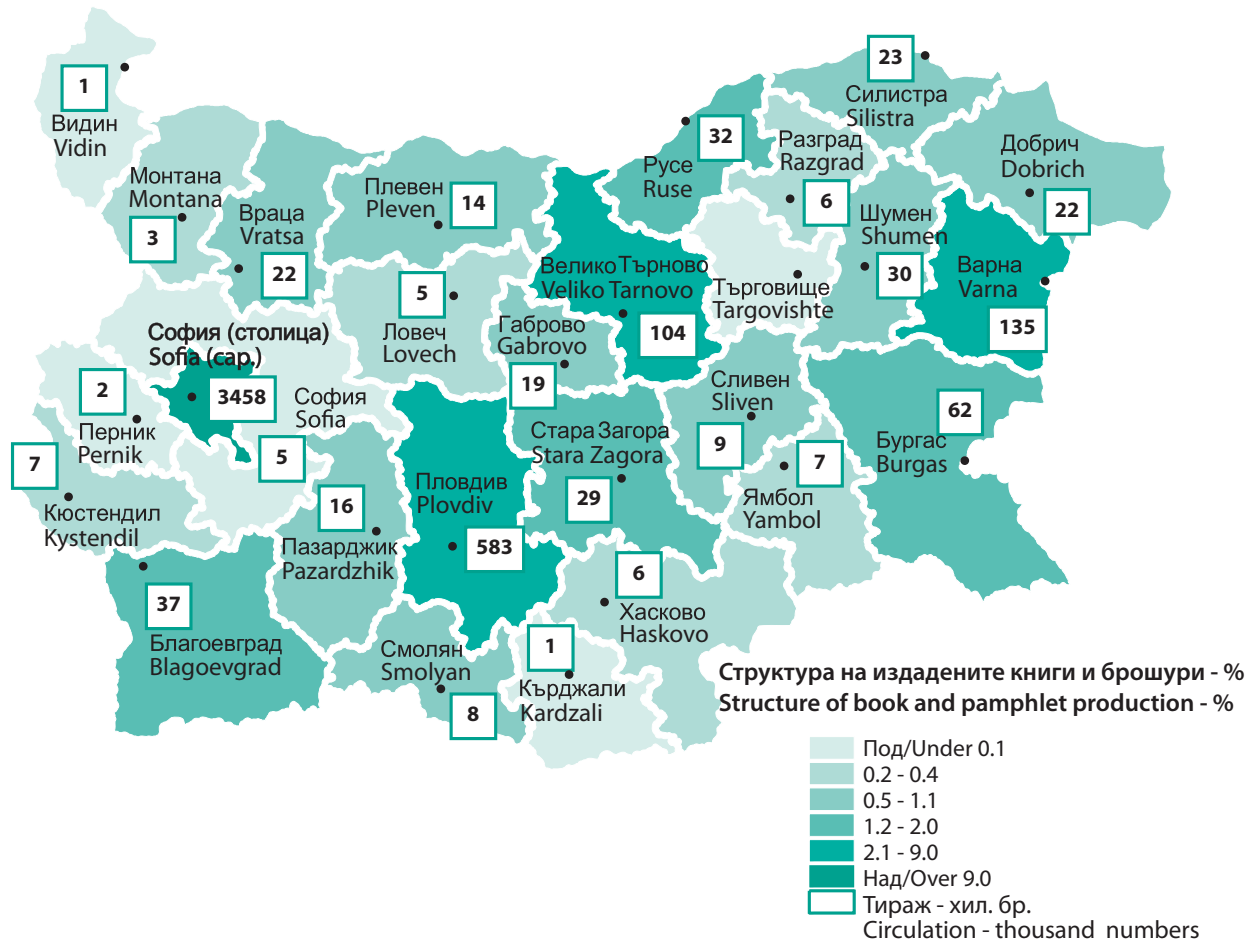 1
Видин
Vidin
Монтана
Montana
3
Враца
Vratsa
22
Плевен
Pleven
14
5
Ловеч
Lovech
Велико Търново
Veliko Tarnovo
104
Габрово
Gabrovo
19
32
Русе
Ruse
23
Силистра
Silistra
Разград
Razgrad
6
Добрич
Dobrich
22
Шумен
Shumen
30
Търговище
Targovishte
Варна
Varna
135
София (столица)
Sofia (cap.)
3458
София
Sofia
5
2
Перник
Pernik
7
Кюстендил
Kystendil
37
Благоевград
Blagoevgrad
16
Пазарджик
Pazardzhik
Пловдив
Plovdiv
583
Стара Загора
Stara Zagora
29
Сливен
Sliven
9
7
Ямбол
Yambol
62
Бургас
Burgas
6
Хасково
Haskovo
1
Кърджали
Kardzali
Смолян
Smolyan
8
Структура на издадените книги и брошури - %
Structure of book and pamphlet production - %
Под/Under 0.1
0.2 - 0.4
0.5 - 1.1
1.2 - 2.0
2.1 - 9.0
Над/Over 9.0
Тираж - хил. бр.
Circulation - thousand numbers